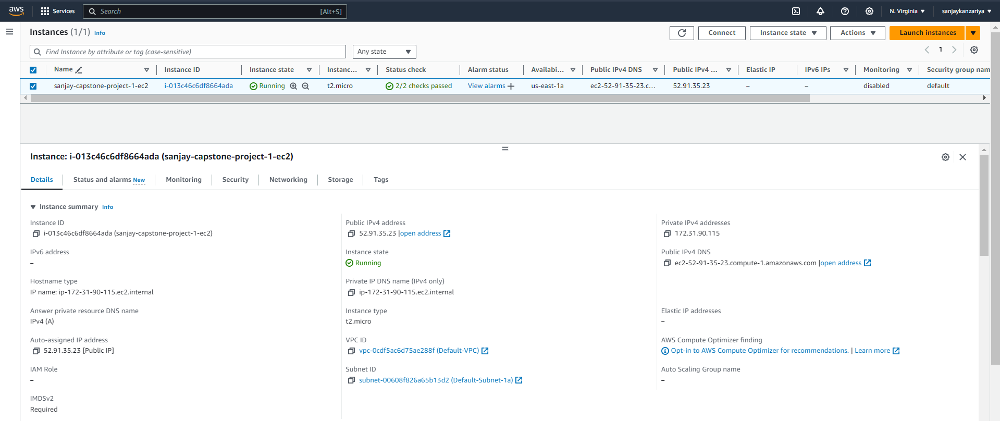 aws Services Search [Alt+S] N. Virginia sanjaykanzariya
Instances (1/1) Info Connect Instance state Actions Launch instances
Find Instance by attribute or tag (case-sensitive) Any state 1
Name Instance ID Instance state Instanc... Status check Alarm status Availabi... Public IPv4 DNS Public IPv4 ... Elastic IP IPv6 IPs Monitoring Security group nam
sanjay-capstone-project-1-ec2 i-013c46c6df8664ada Running t2.micro 2/2 checks passed View alarms us-east-1a ec2-52-91-35-23.c... 52.91.35.23 – – disabled default
Instance: i-013c46c6df8664ada (sanjay-capstone-project-1-ec2)
Details Status and alarms New Monitoring Security Networking Storage Tags
Instance summary Info
Instance ID
i-013c46c6df8664ada (sanjay-capstone-project-1-ec2)
Public IPv4 address
52.91.35.23 |open address
Private IPv4 addresses
172.31.90.115
IPv6 address
–
Instance state
Running
Public IPv4 DNS
ec2-52-91-35-23.compute-1.amazonaws.com |open address
Hostname type
IP name: ip-172-31-90-115.ec2.internal
Private IP DNS name (IPv4 only)
ip-172-31-90-115.ec2.internal
Answer private resource DNS name
IPv4 (A)
Instance type
t2.micro
Elastic IP addresses
–
Auto-assigned IP address
52.91.35.23 [Public IP]
VPC ID
vpc-0cdf5ac6d75ae288f (Default-VPC)
AWS Compute Optimizer finding
Opt-in to AWS Compute Optimizer for recommendations. | Learn more
IAM Role
–
Subnet ID
subnet-00608f826a65b13d2 (Default-Subnet-1a)
Auto Scaling Group name
–
IMDSv2
Required